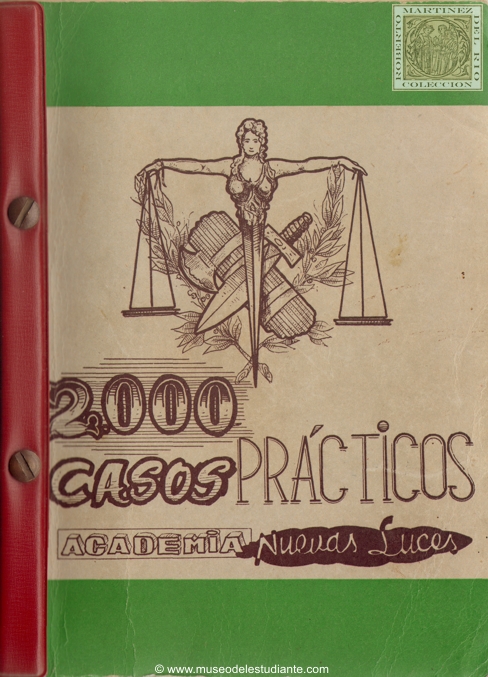 ROBERTO MARTINEZ DEL RIO
COLECCION
2.000
CASOS PRÁCTICOS
ACADEMIA Nuevas Luces
© www.museodelestudiante.com